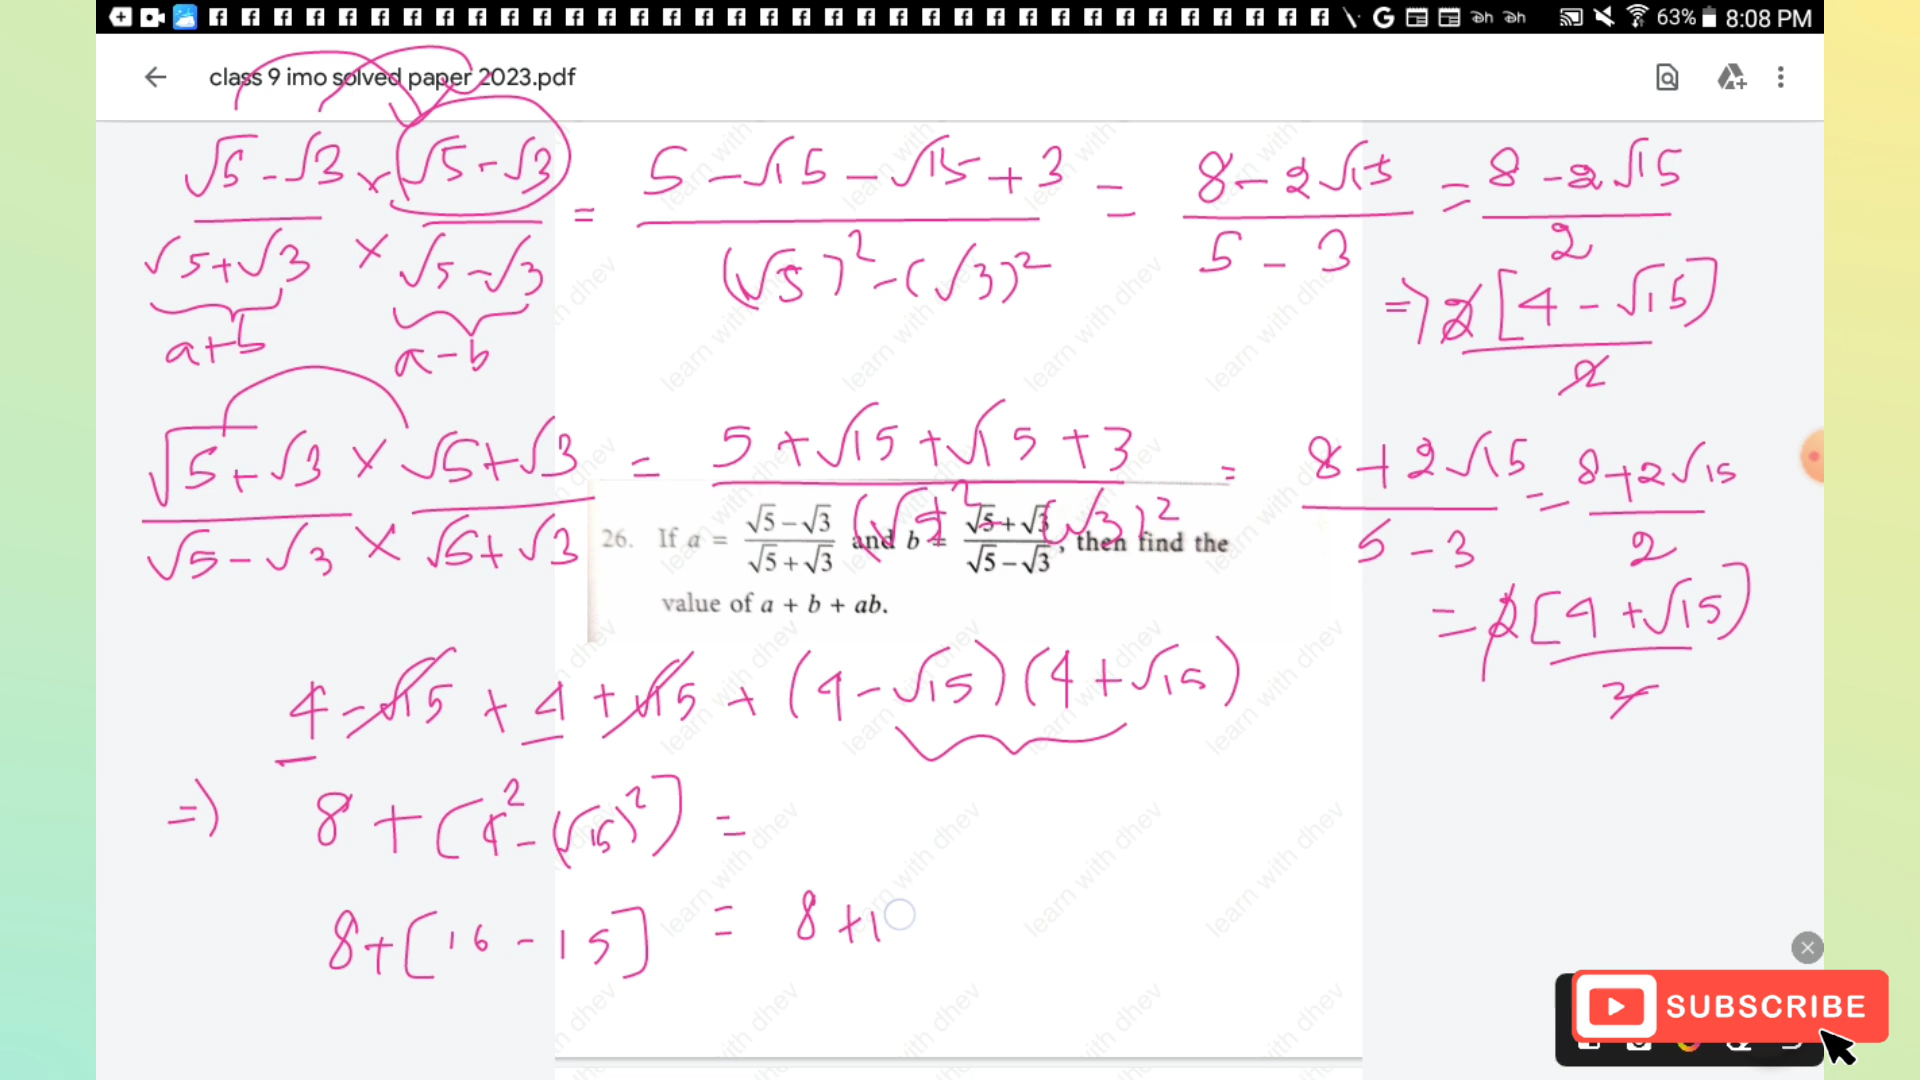 63% 8:08 PM
class 9 imo solved paper 2023.pdf
√5 - √3 × (√5 - √3) = 5 - √15 - √15 + 3 = 8 - 2√15 = 8 - 2√15
√5 + √3 × √5 - √3 (√5)² - (√3)² 5 - 3 2
a+b a-b
=> 2[4 - √15]
2
√5 + √3 × √5 + √3 = 5 + √15 + √15 + 3 = 8 + 2√15 = 8 + 2√15
√5 - √3 × √5 + √3 (√5)² - (√3)² 5 - 3 2
= 2[4 + √15]
2
26. If a = √5 - √3 / √5 + √3 and b = √5 + √3 / √5 - √3, then find the
value of a + b + ab.
4 - √15 + 4 + √15 + (4 - √15)(4 + √15)
=> 8 + [4² - (√15)²] =
8 + [16 - 15] = 8 + 1
learn with dhev
SUBSCRIBE